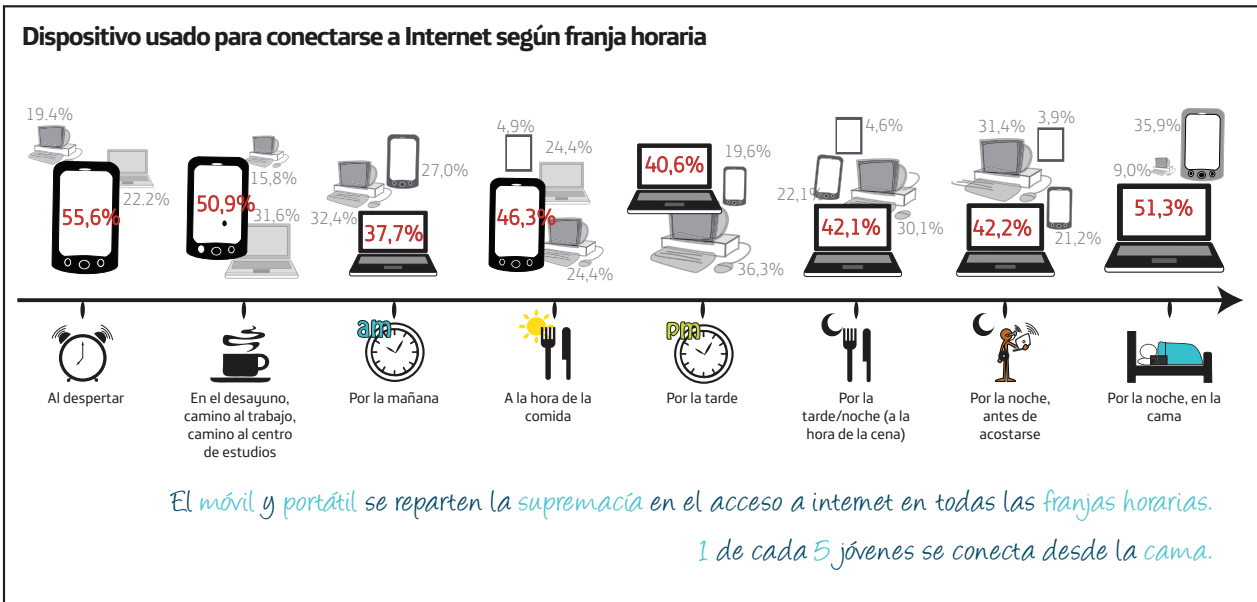 Dispositivo usado para conectarse a Internet según franja horaria
19.4%
22.2%
55,6%
15,8%
50,9%
31,6%
27,0%
32,4%
37,7%
4,9%
24,4%
46,3%
24,4%
40,6%
19,6%
36,3%
4,6%
22,1%
30,1%
42,1%
31,4%
3,9%
21,2%
42,2%
35,9%
9,0%
51,3%
am
pm
Al despertar
En el desayuno,
camino al trabajo,
camino al centro
de estudios
Por la mañana
A la hora de la
comida
Por la tarde
Por la
tarde/noche (a la
hora de la cena)
Por la noche,
antes de
acostarse
Por la noche, en la
cama
El móvil y portátil se reparten la supremacía en el acceso a internet en todas las franjas horarias.
1 de cada 5 jóvenes se conecta desde la cama.